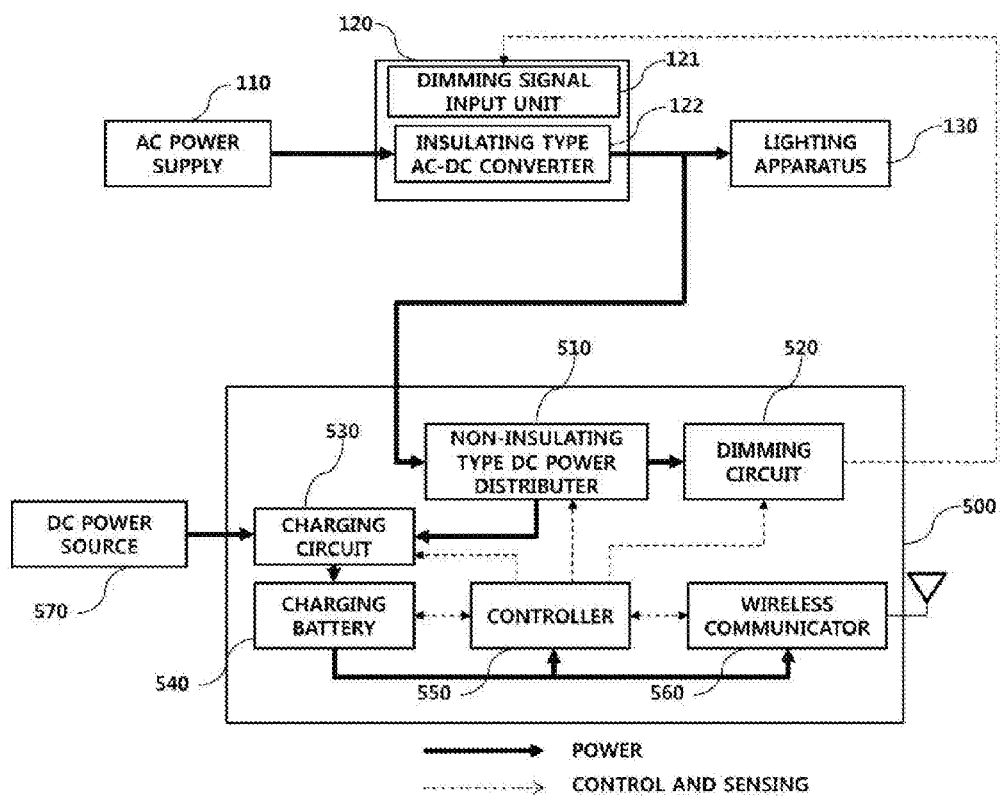 120
DIMMING SIGNAL
INPUT UNIT
121
110
AC POWER
SUPPLY
INSULATING TYPE
AC-DC CONVERTER
122
LIGHTING
APPARATUS
130
510
520
530
NON-INSULATING
TYPE DC POWER
DISTRIBUTER
DIMMING
CIRCUIT
DC POWER
SOURCE
570
CHARGING
CIRCUIT
500
CHARGING
BATTERY
540
CONTROLLER
550
WIRELESS
COMMUNICATOR
560
POWER
CONTROL AND SENSING